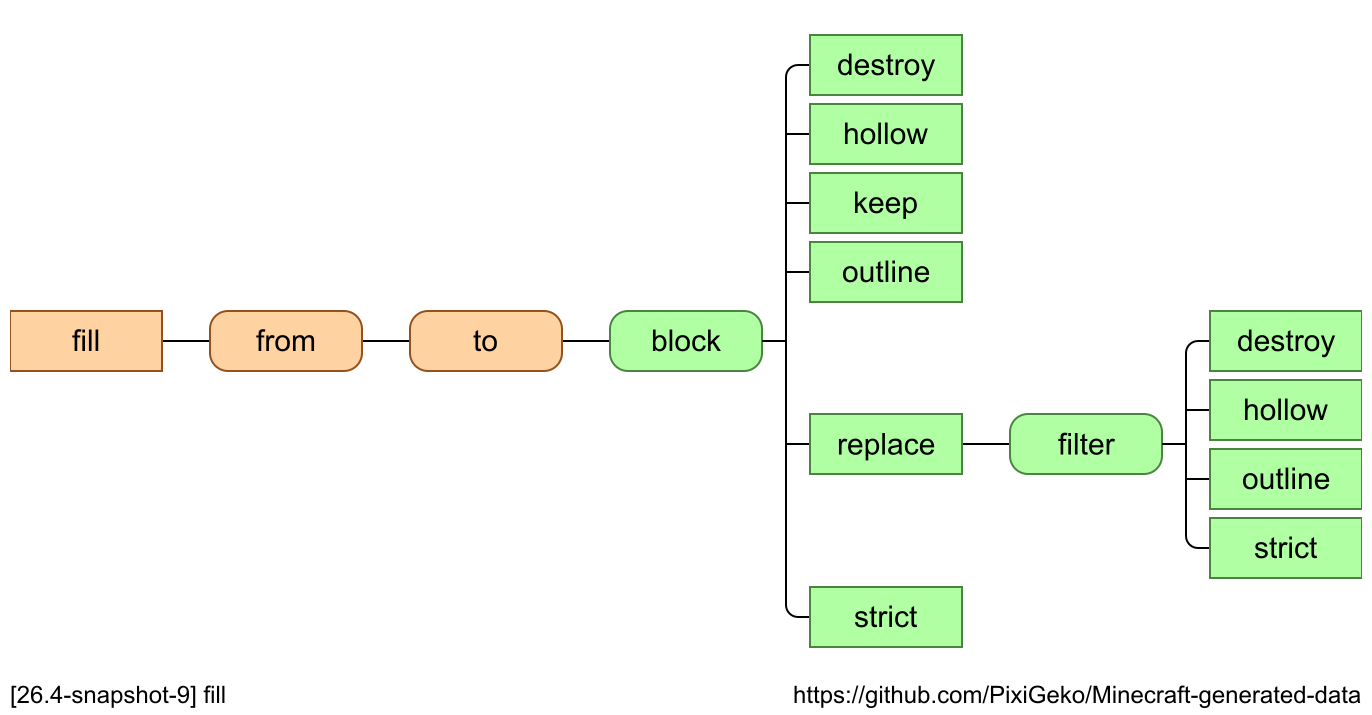 destroy
hollow
keep
outline
fill
from
to
block
destroy
hollow
replace
filter
outline
strict
strict
[26.4-snapshot-9] fill
https://github.com/PixiGeko/Minecraft-generated-data